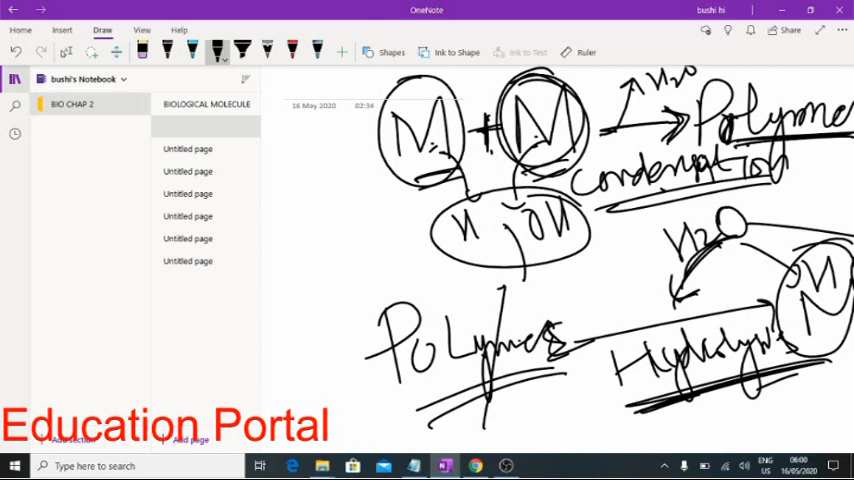 OneNote
bushi hi
Home
Insert
Draw
View
Help
Share
Shapes
Ink to Shape
Ink to Text
Ruler
bushi's Notebook
BIO CHAP 2
BIOLOGICAL MOLECULE
Untitled page
Untitled page
Untitled page
Untitled page
Untitled page
Untitled page
16 May 2020
02:34
M + M → Polyme
H2O
Condensation
H
OH
H2O
M
M
Polymer
Hydrolysis
Education Portal
Add section
Add page
Type here to search
ENG
US
06:00
16/05/2020